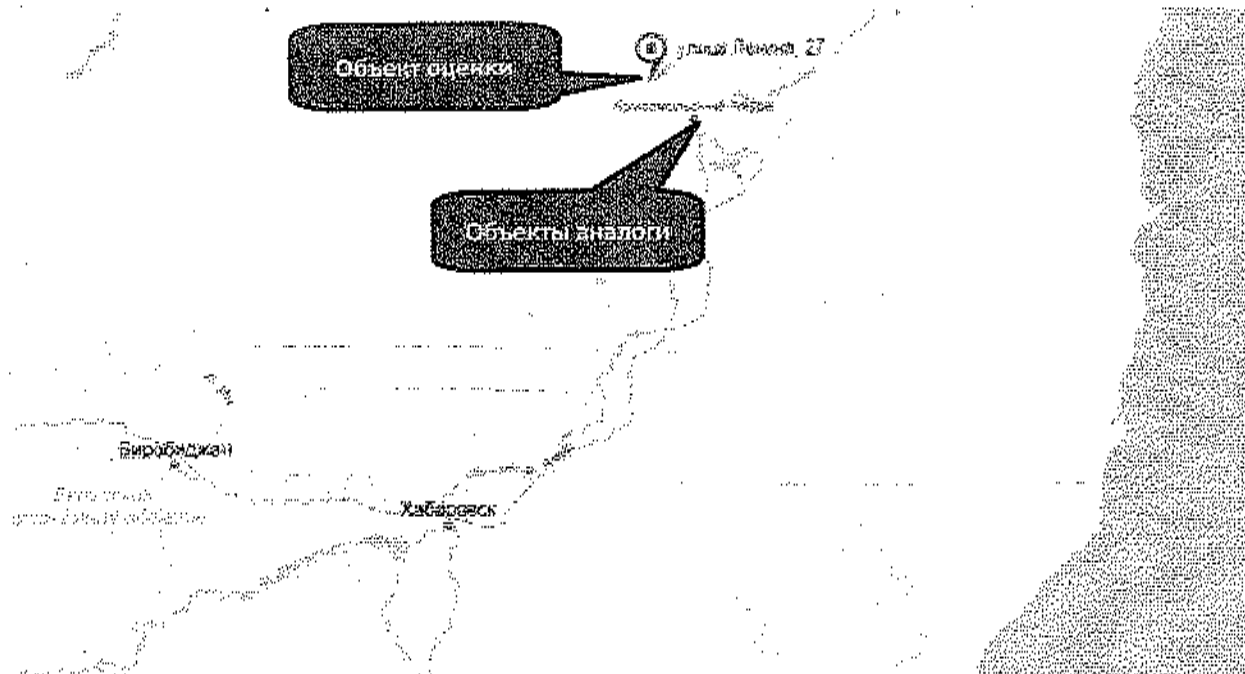 Объект оценки
улица Ленина, 27
Комсомольск-на-Амуре
Объекты аналоги
Биробиджан
Хабаровск